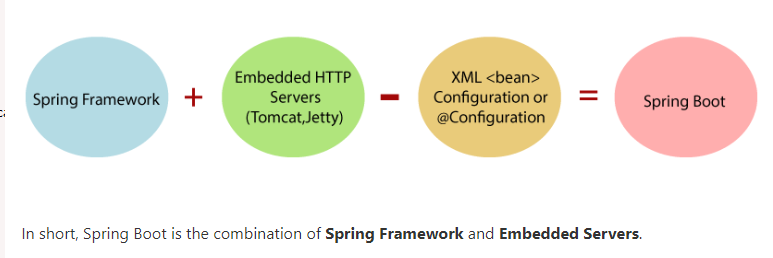 Spring Framework
+
Embedded HTTP
Servers
(Tomcat,Jetty)
-
XML <bean>
Configuration or
@Configuration
=
Spring Boot
In short, Spring Boot is the combination of Spring Framework and Embedded Servers.